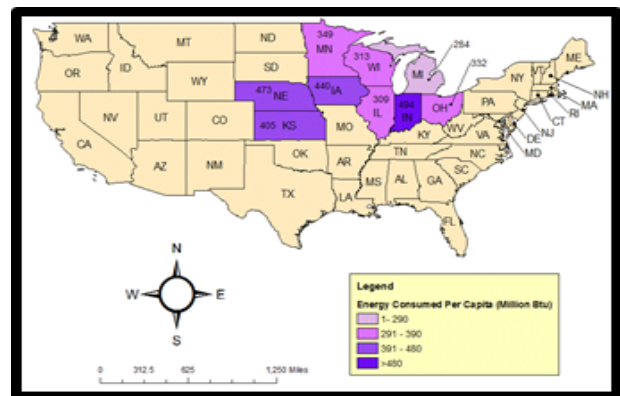 WA
MT
ND
349
MN
OR
ID
SD
WY
313
WI
MI
284
332
ME
VT
NH
NY
MA
RI
CT
NJ
PA
473 NE
440 IA
309
IL
494
IN
OH
NV
UT
CO
405 KS
MO
KY
WV
VA
DE
MD
CA
AZ
NM
OK
AR
TN
NC
SC
TX
LA
MS
AL
GA
FL
N
W
E
S
0 312.5 625 1,250 Miles
Legend
Energy Consumed Per Capita (Million Btu)
1- 290
291 - 390
391 - 480
>480